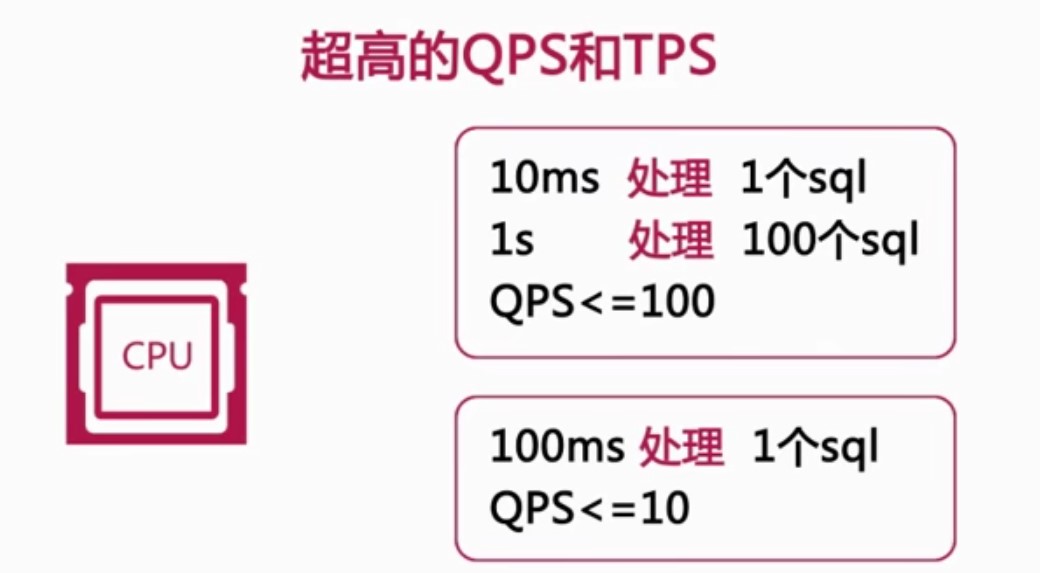 超高的QPS和TPS
10ms 处理 1个sql
1s 处理 100个sql
QPS<=100
CPU
100ms 处理 1个sql
QPS<=10